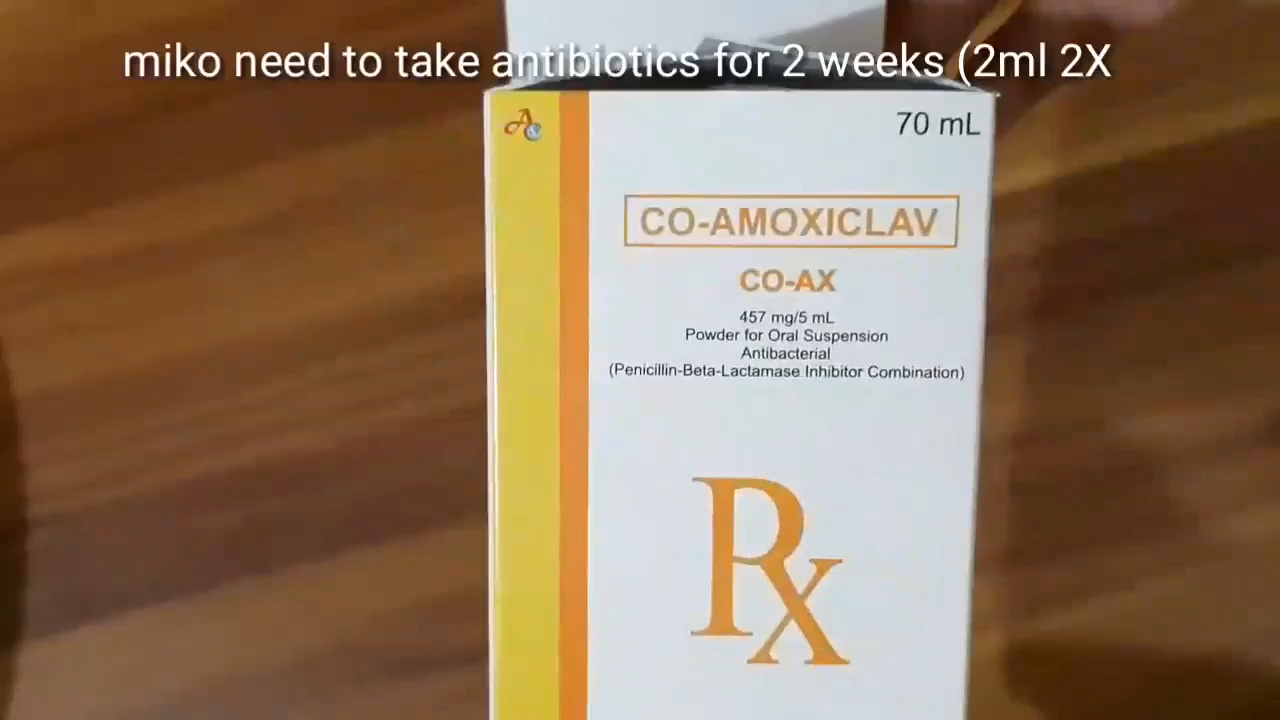 miko need to take antibiotics for 2 weeks (2ml 2X
70 mL
CO-AMOXICLAV
CO-AX
457 mg/5 mL
Powder for Oral Suspension
Antibacterial
(Penicillin-Beta-Lactamase Inhibitor Combination)
Rx